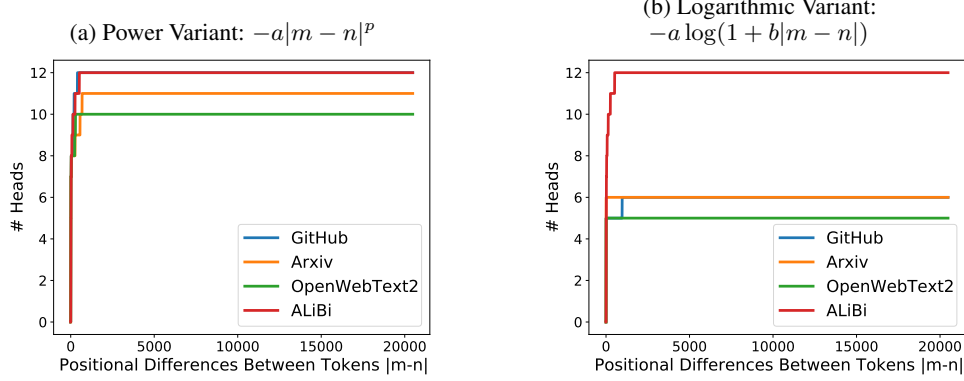 (a) Power Variant: −a|m − n|^p
12
10
8
6
4
2
0
# Heads
GitHub
Arxiv
OpenWebText2
ALiBi
0 5000 10000 15000 20000
Positional Differences Between Tokens |m-n|
(b) Logarithmic Variant:
−a log(1 + b|m − n|)
12
10
8
6
4
2
0
# Heads
GitHub
Arxiv
OpenWebText2
ALiBi
0 5000 10000 15000 20000
Positional Differences Between Tokens |m-n|